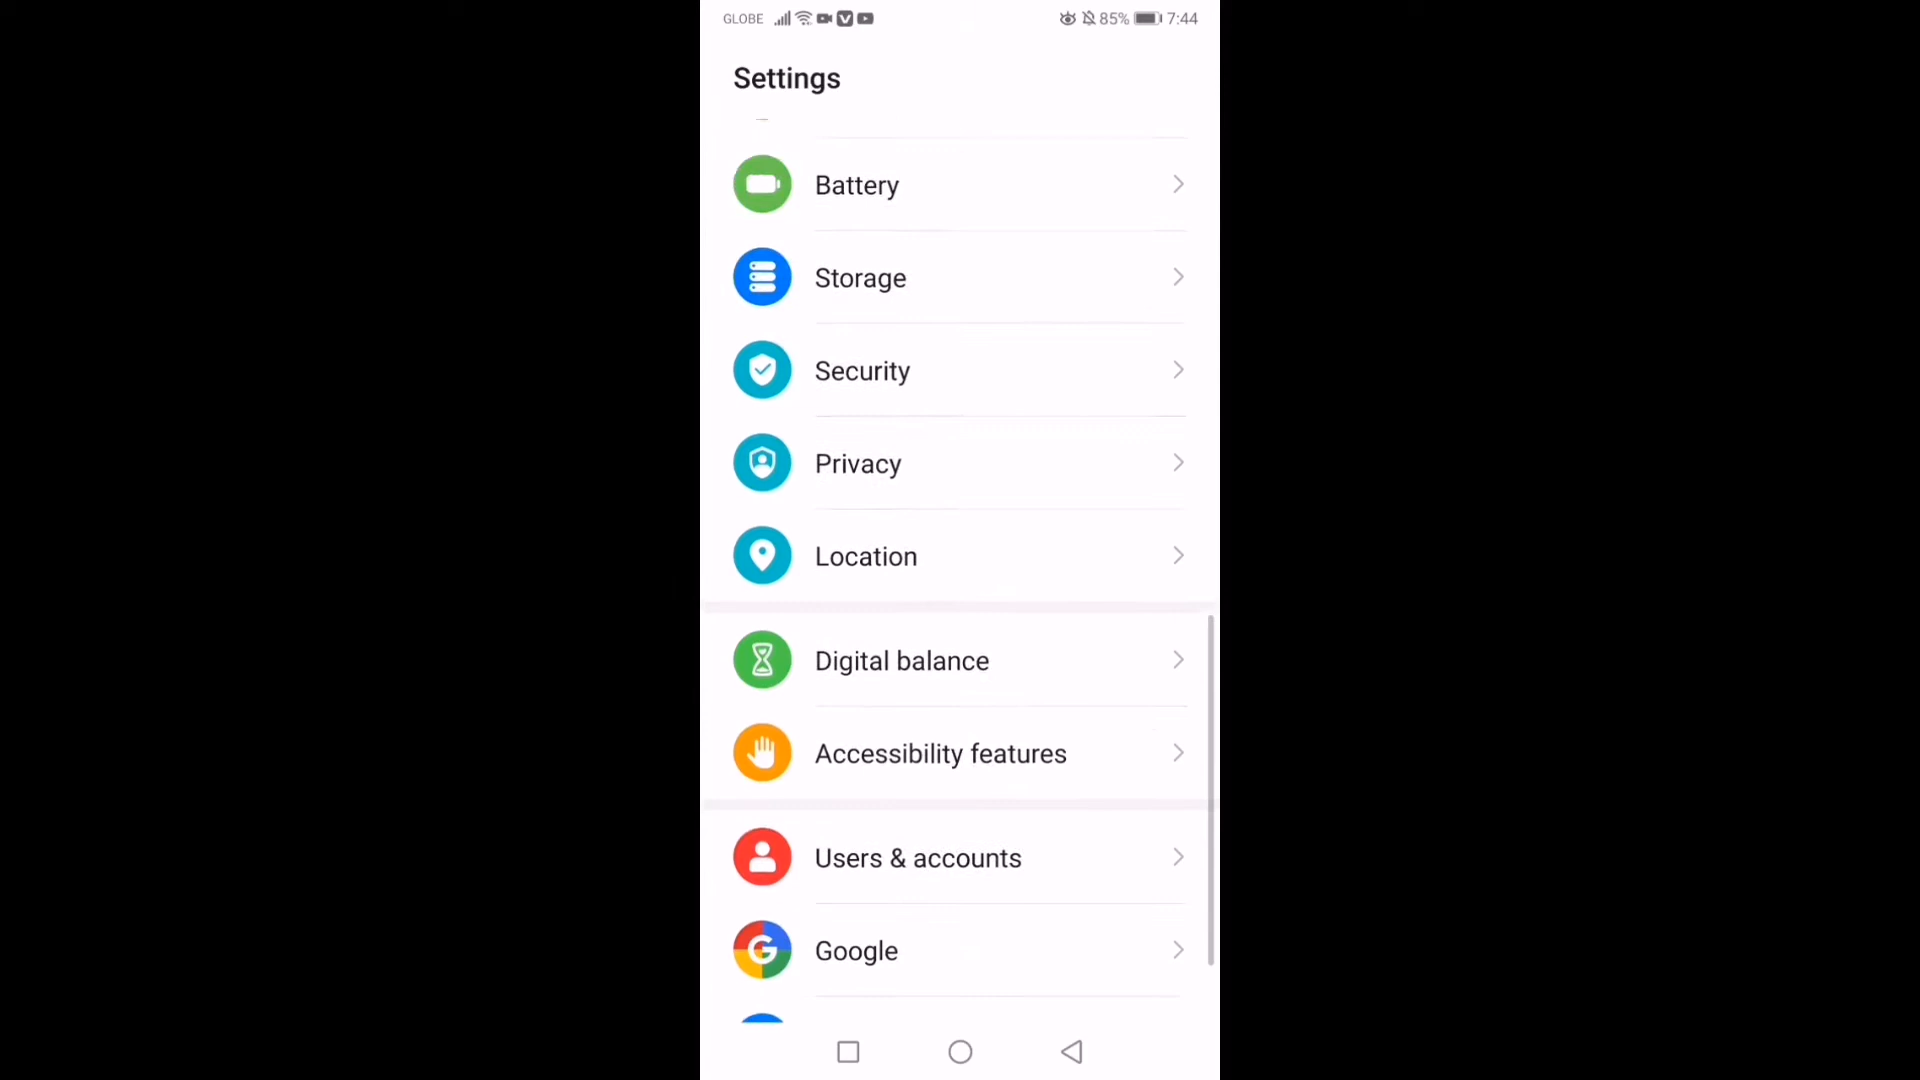 GLOBE 85% 7:44
Settings
Battery
Storage
Security
Privacy
Location
Digital balance
Accessibility features
Users & accounts
Google